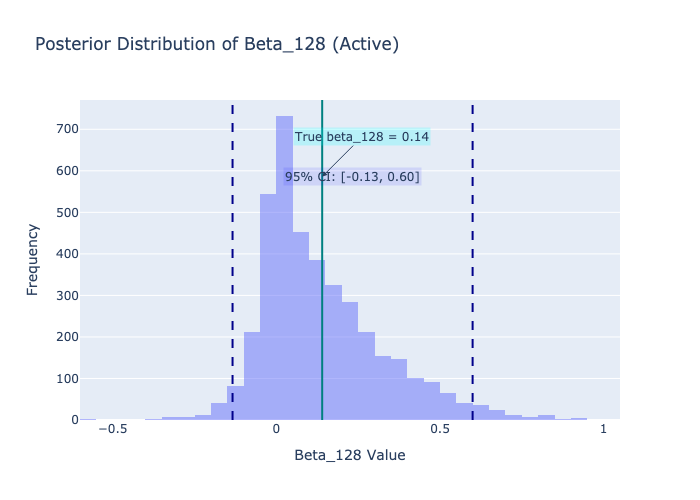 Posterior Distribution of Beta_128 (Active)
True beta_128 = 0.14
95% CI: [-0.13, 0.60]
Frequency
700
600
500
400
300
200
100
0
−0.5
0
0.5
1
Beta_128 Value